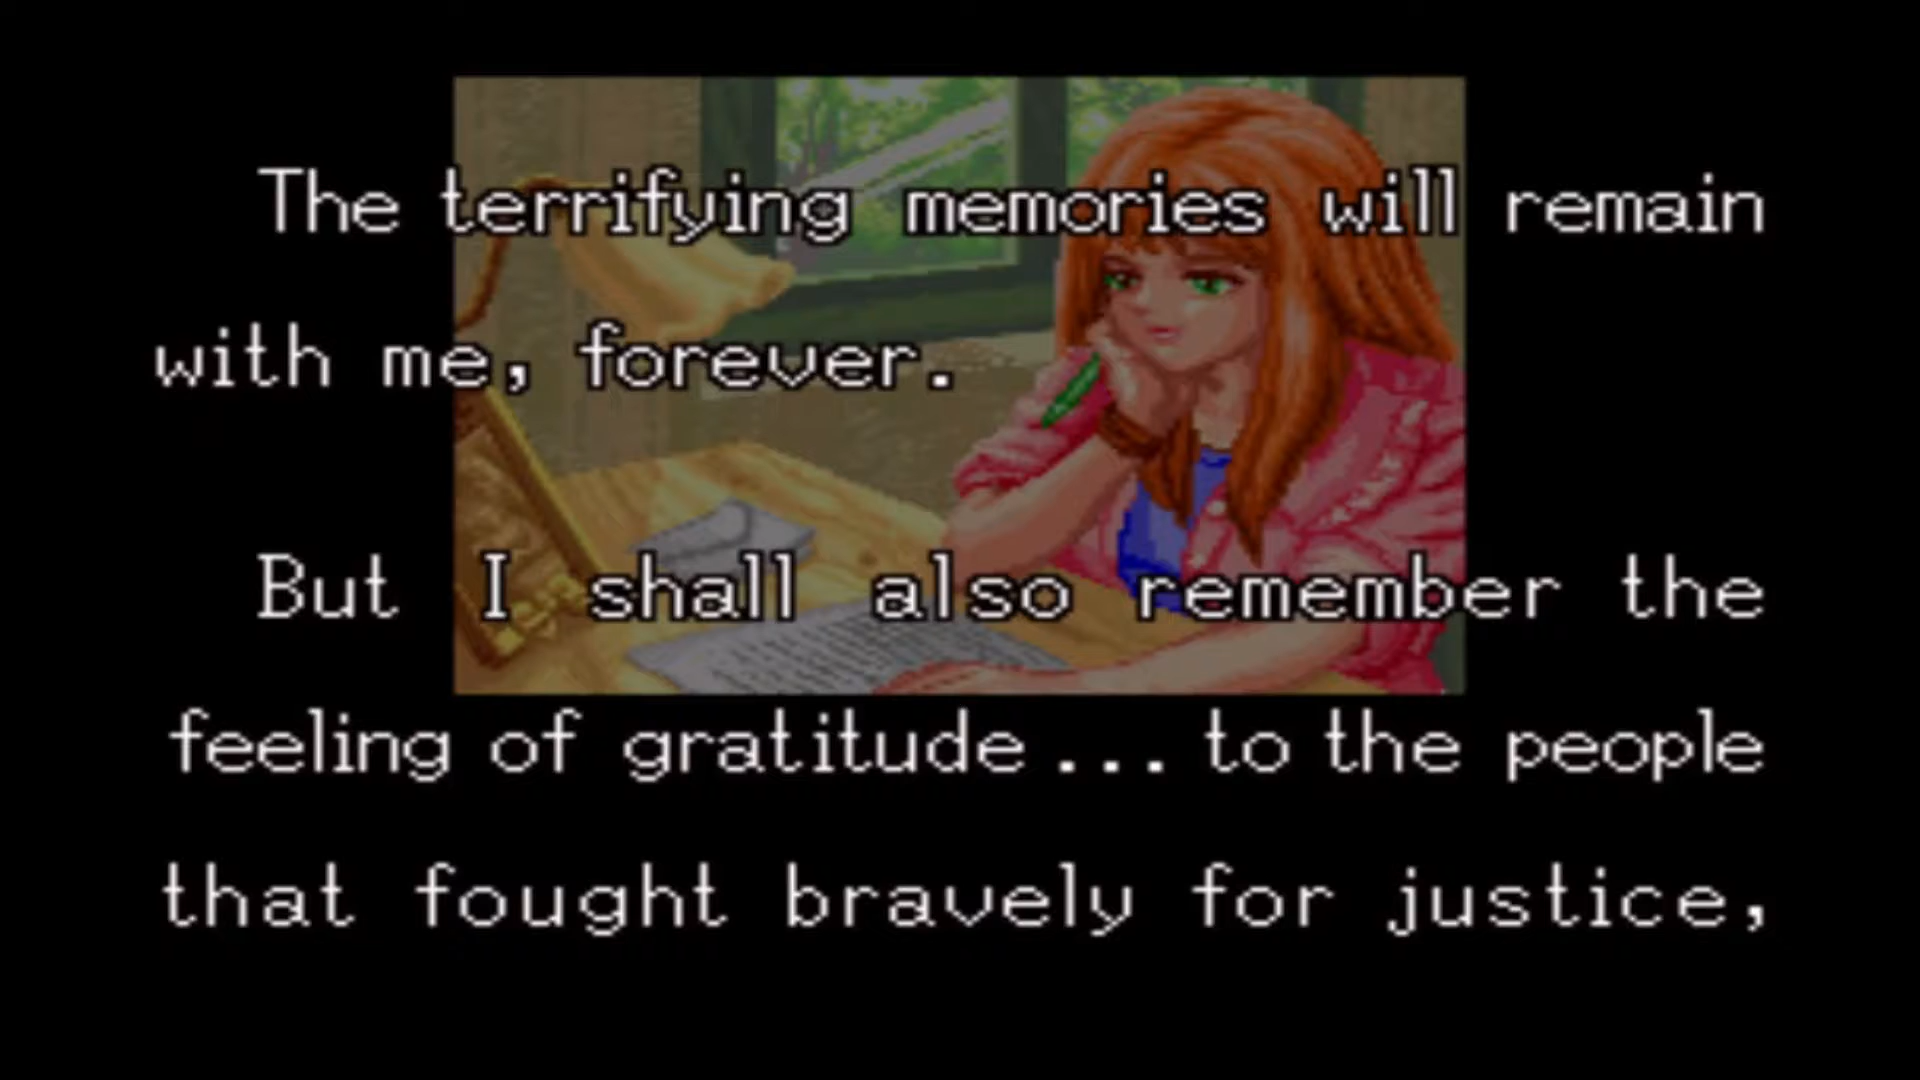 The terrifying memories will remain
with me, forever.
But I shall also remember the
feeling of gratitude... to the people
that fought bravely for justice,